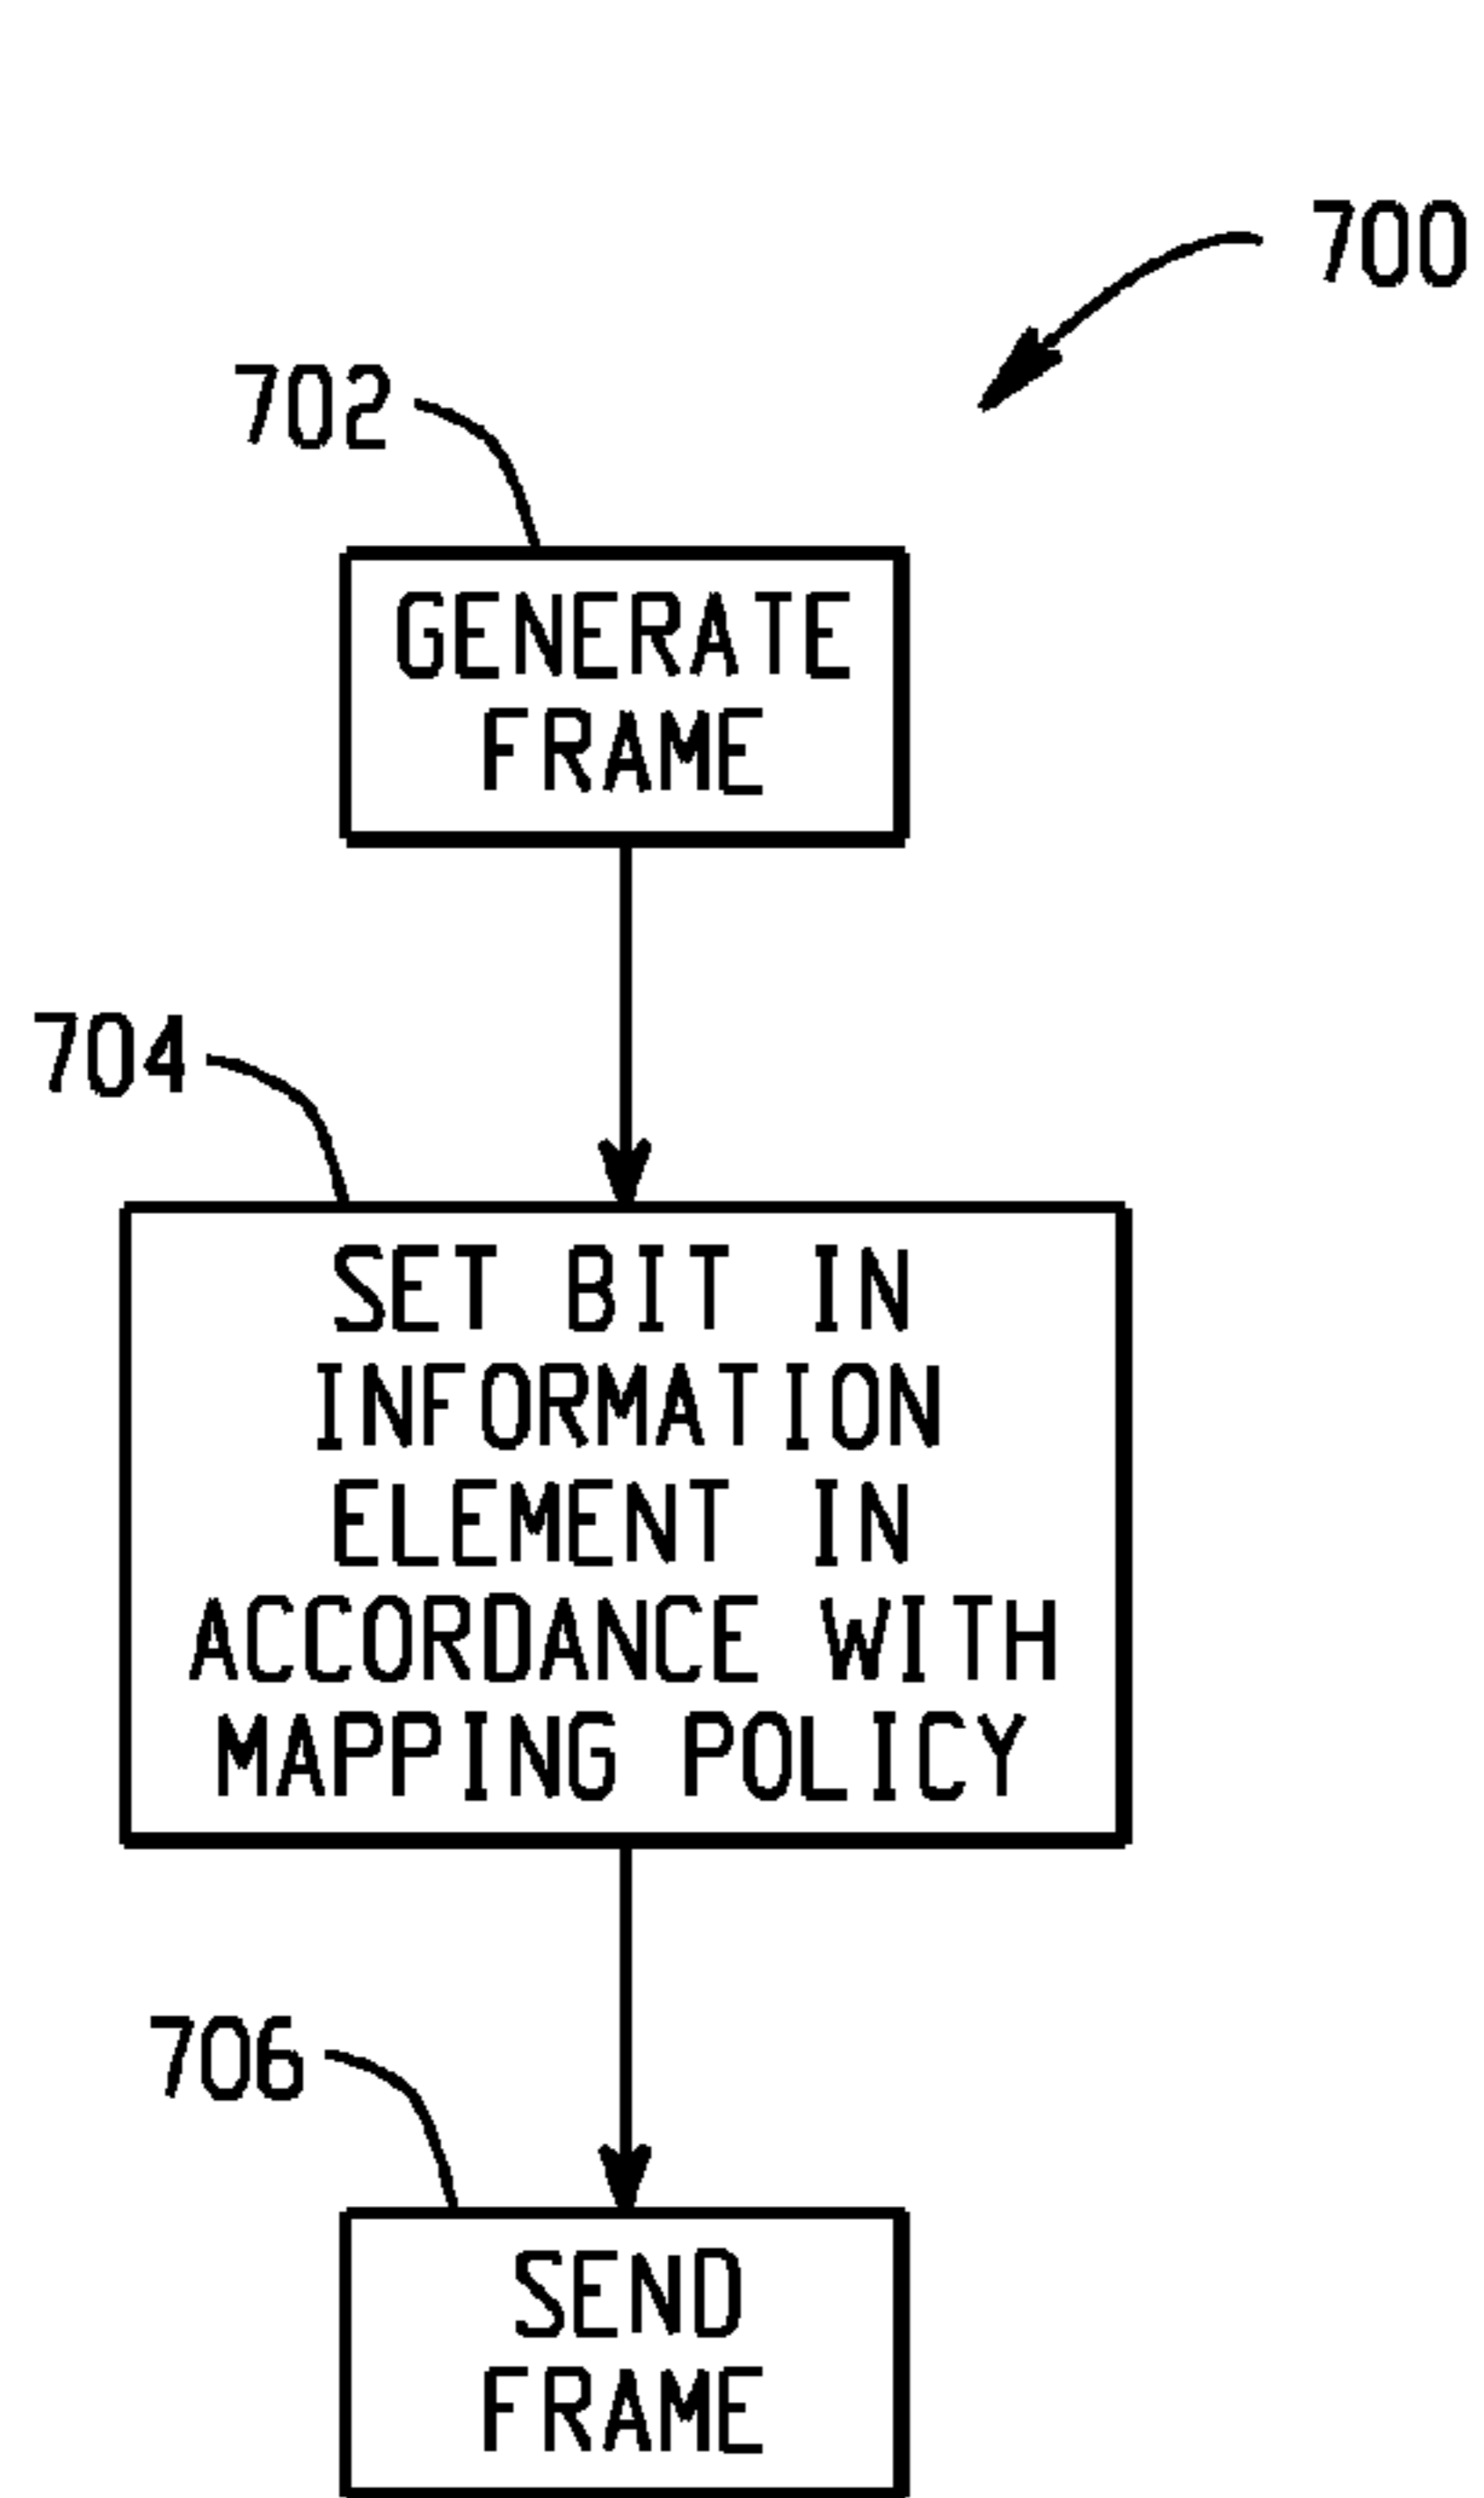 700
702
GENERATE
FRAME
704
SET BIT IN
INFORMATION
ELEMENT IN
ACCORDANCE WITH
MAPPING POLICY
706
SEND
FRAME